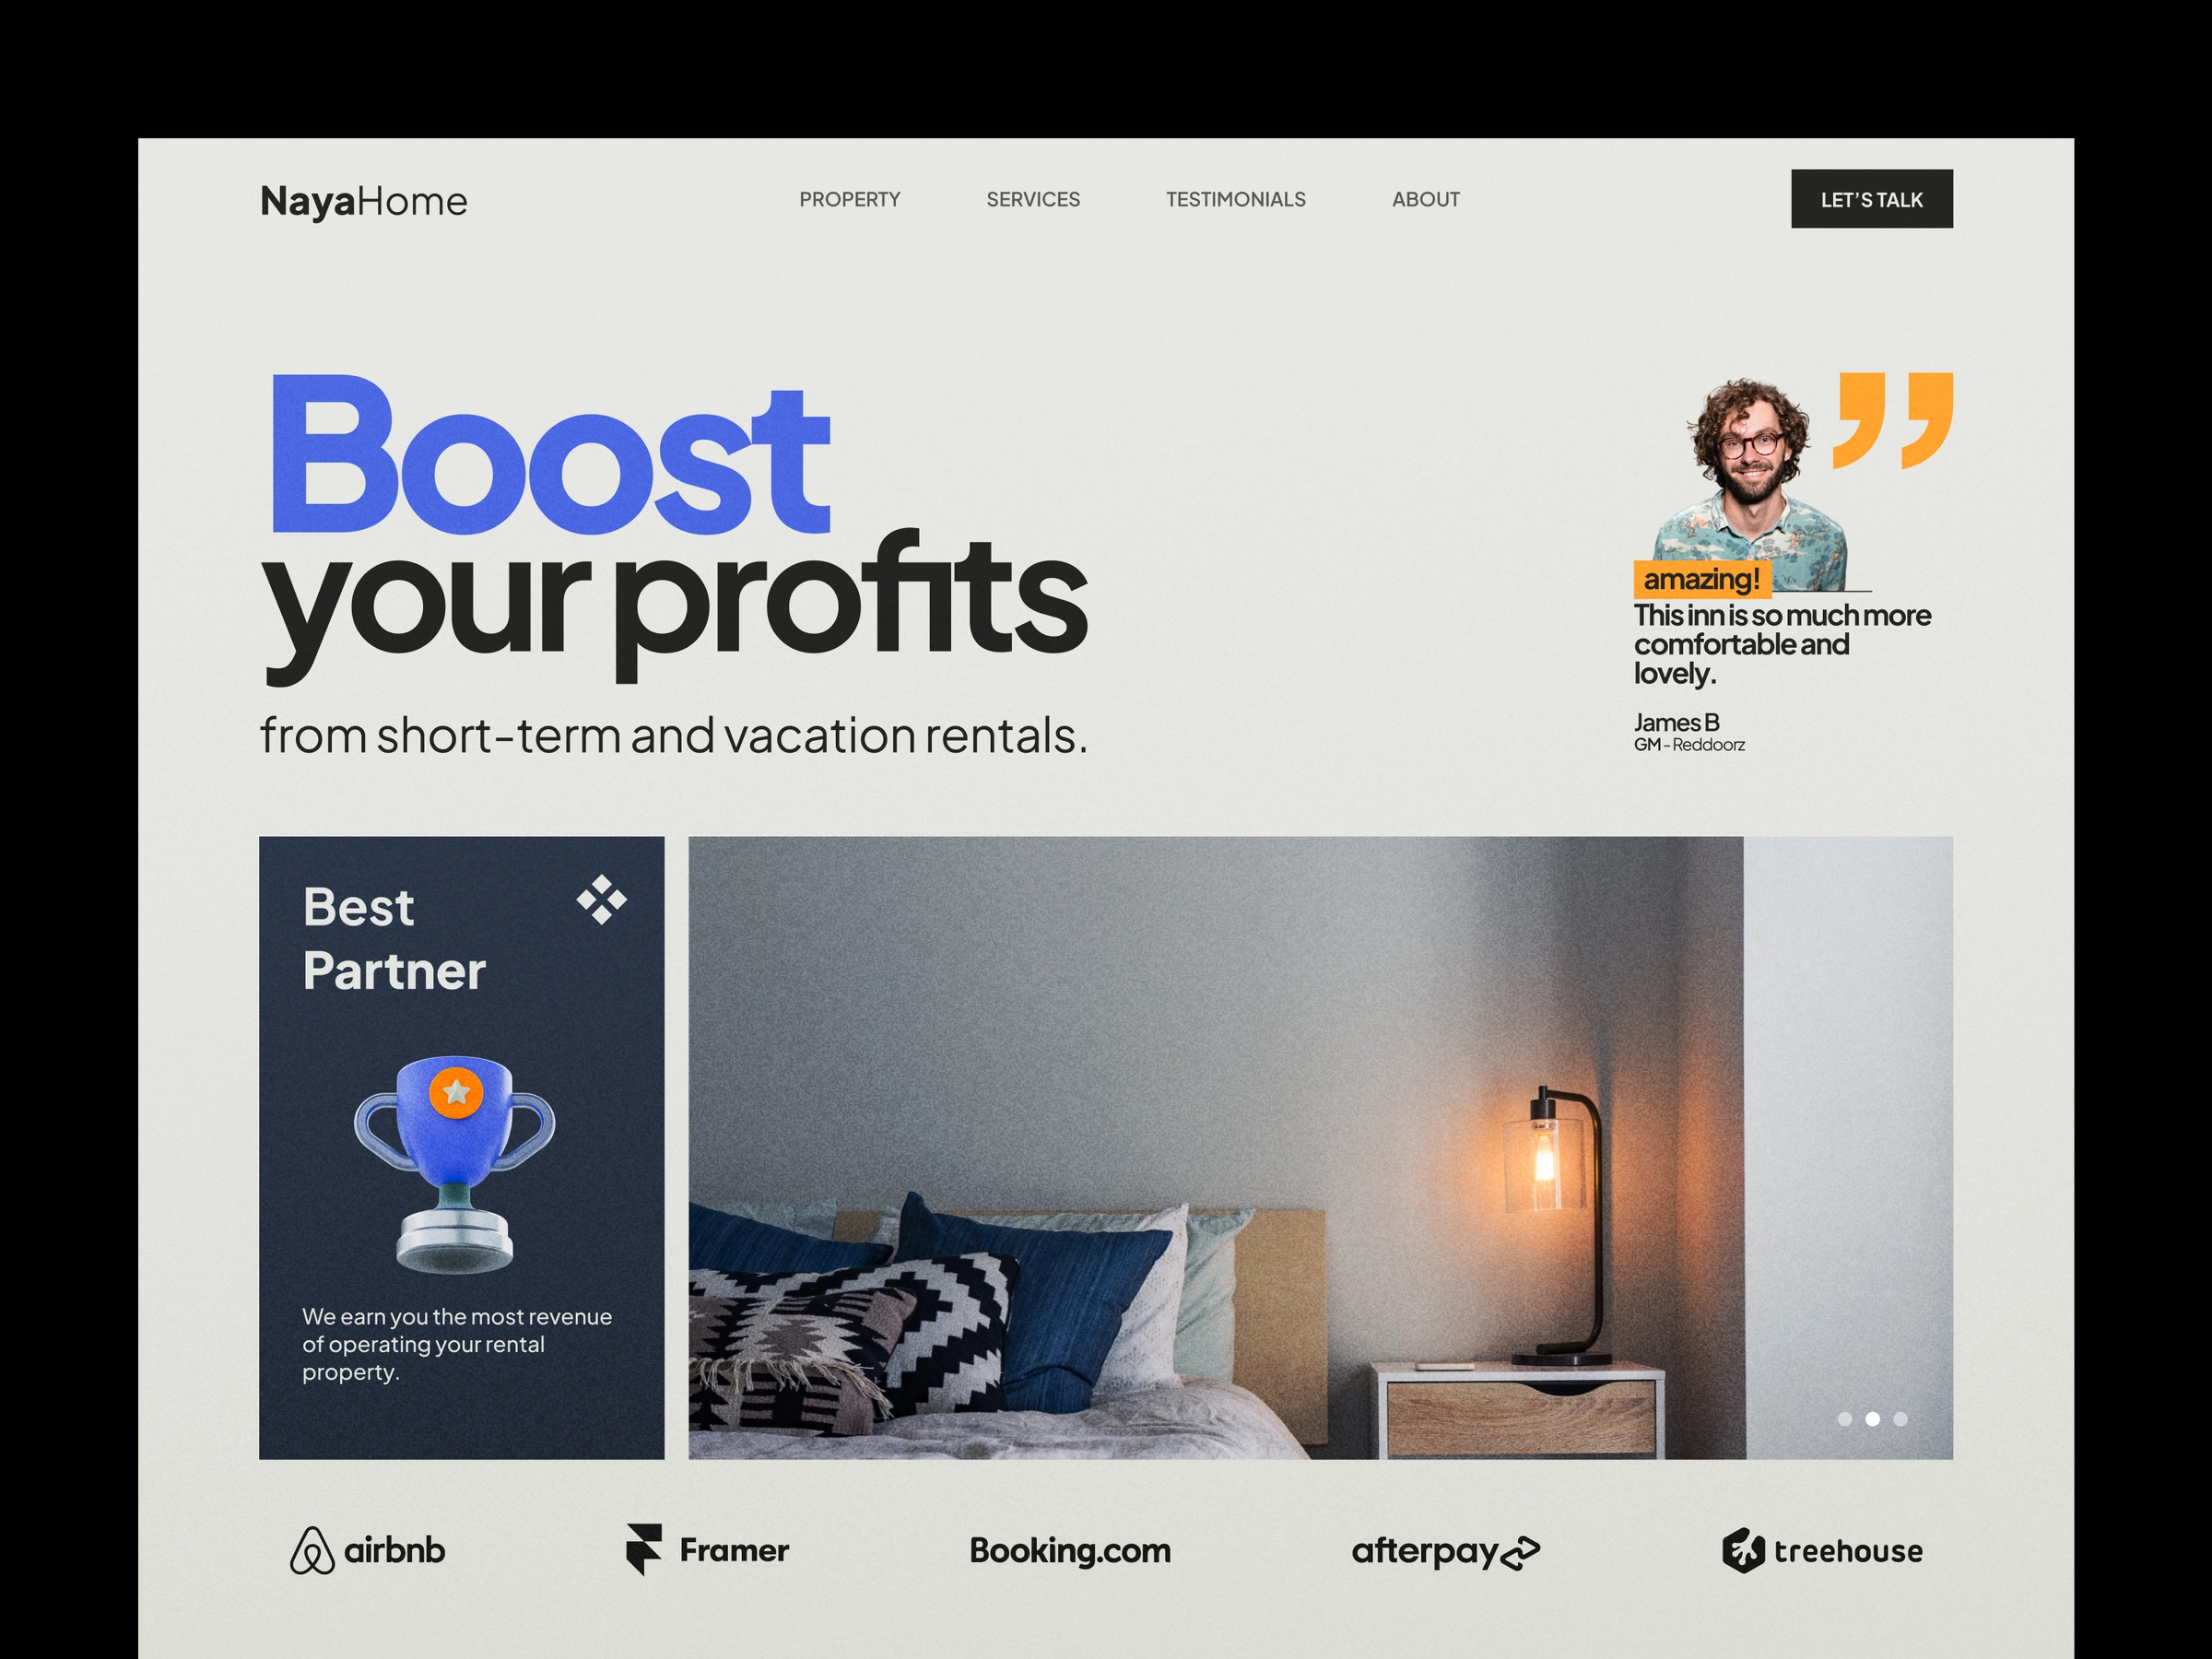 NayaHome
PROPERTY
SERVICES
TESTIMONIALS
ABOUT
LET'S TALK
Boost
your profits
from short-term and vacation rentals.
amazing!
This inn is so much more
comfortable and
lovely.
James B
GM - Reddoorz
Best
Partner
We earn you the most revenue
of operating your rental
property.
airbnb
Framer
Booking.com
afterpay
treehouse